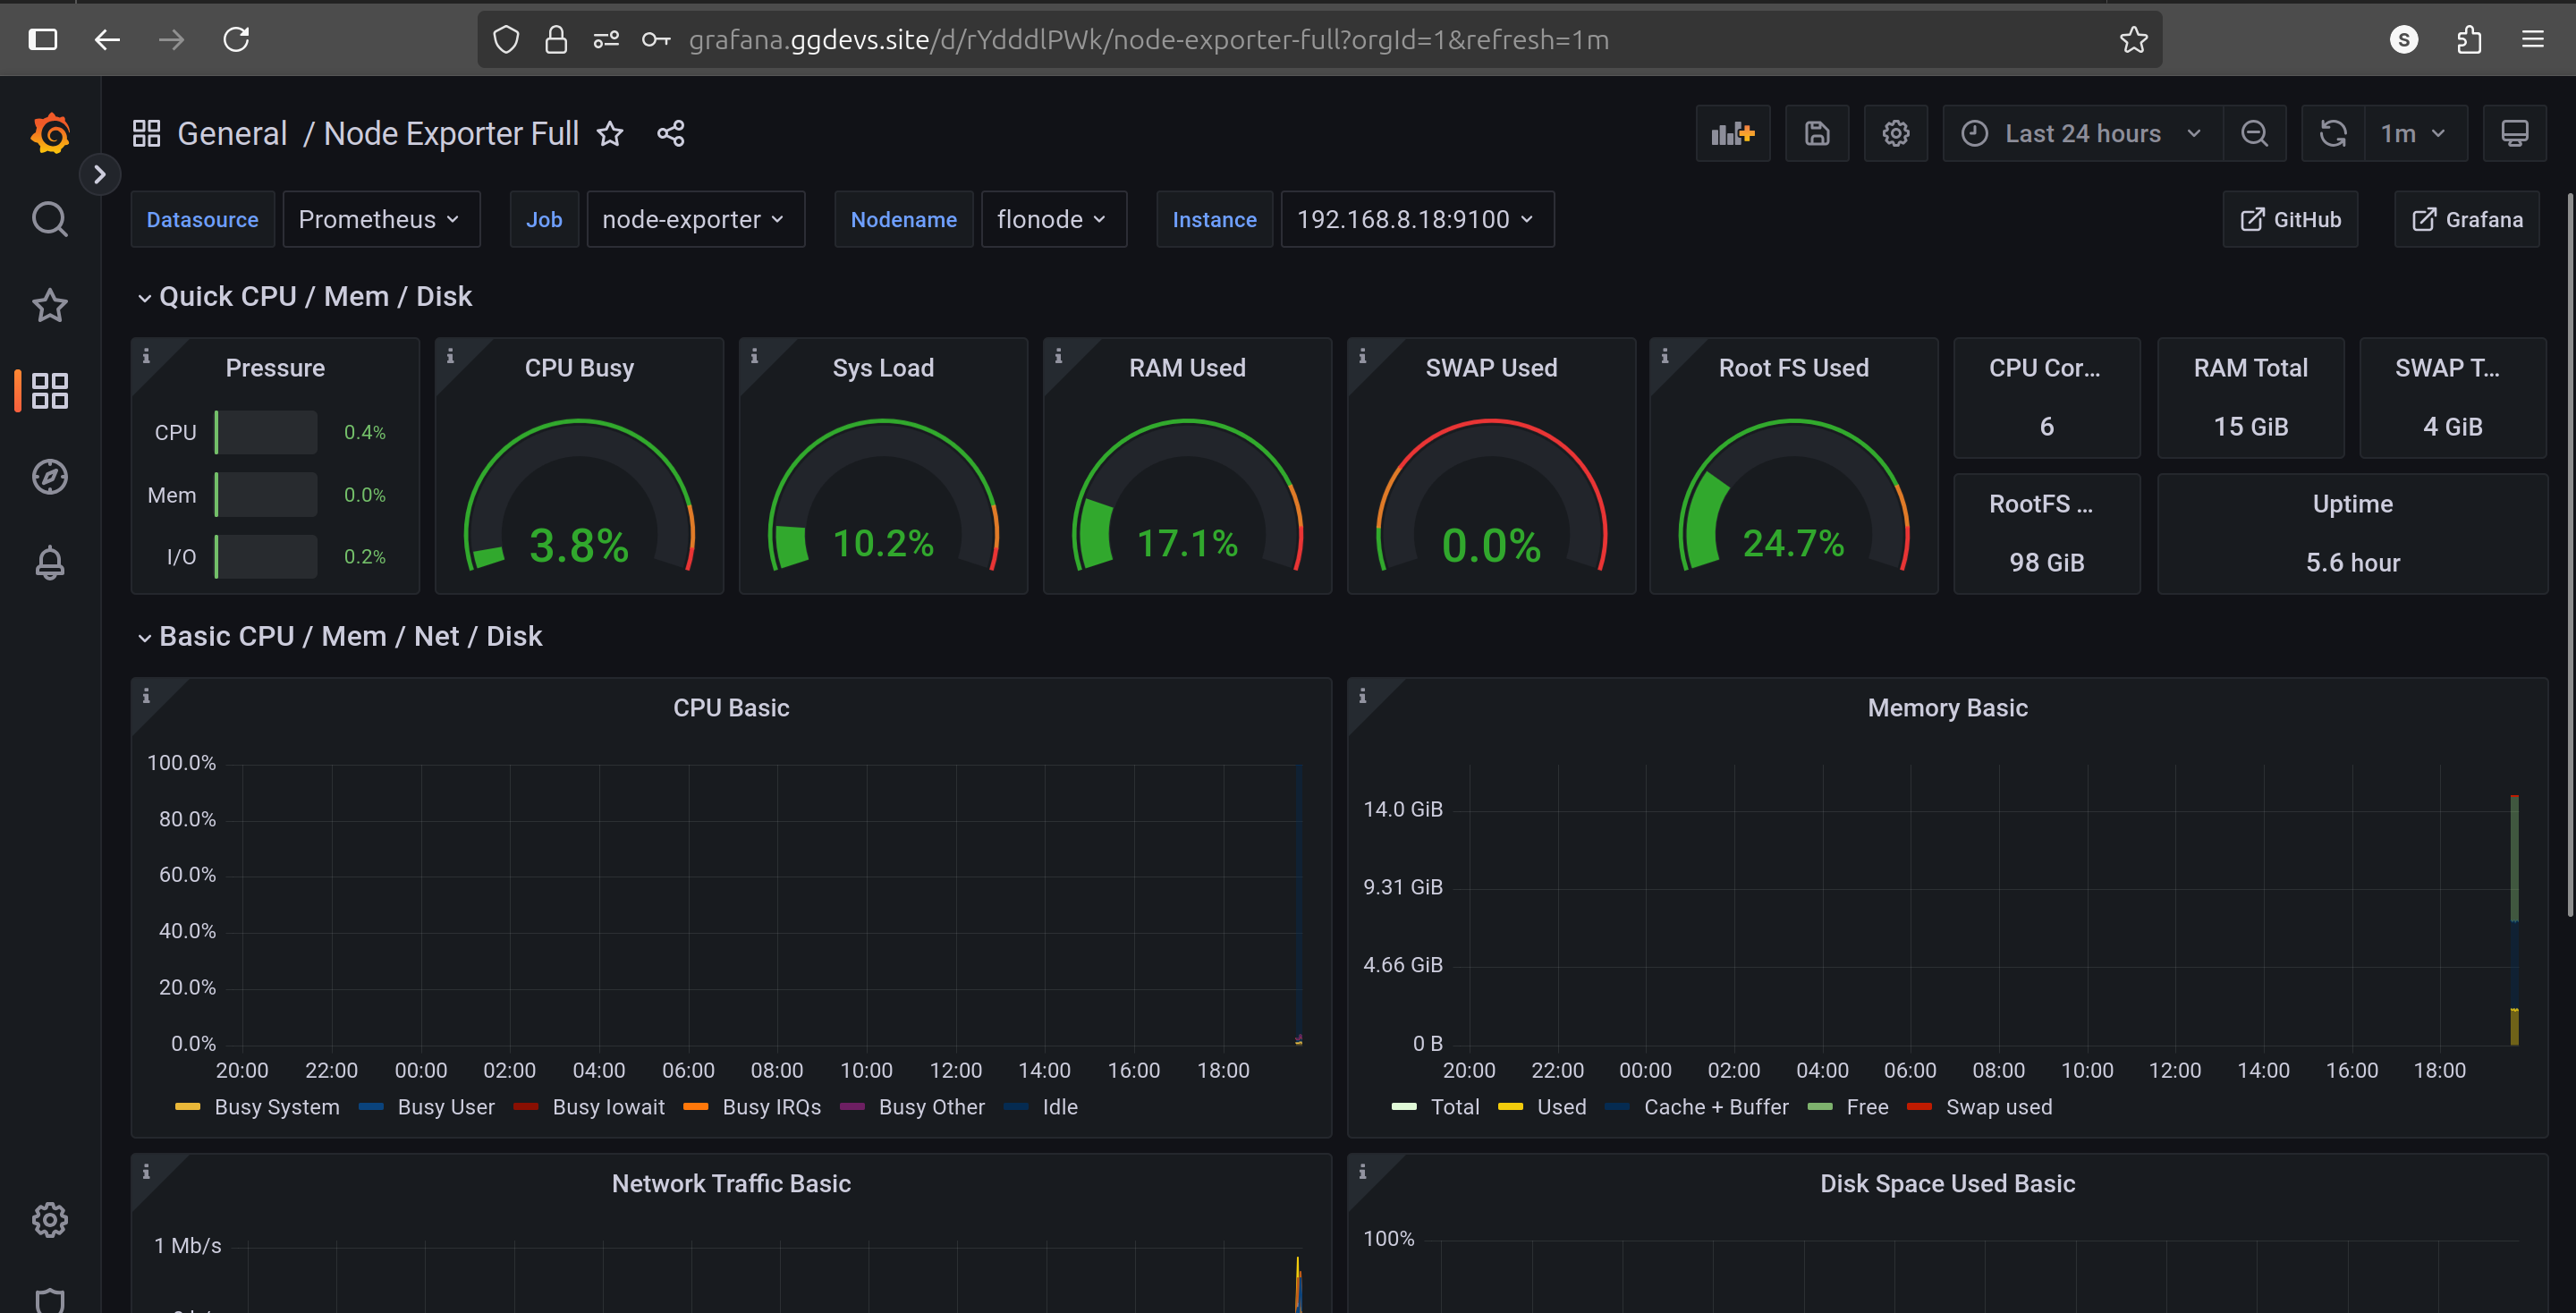 grafana.ggdevs.site/d/rYdddlPWk/node-exporter-full?orgId=1&refresh=1m
S
General / Node Exporter Full
Last 24 hours
1m
Datasource Prometheus Job node-exporter Nodename flonode Instance 192.168.8.18:9100 GitHub Grafana
Quick CPU / Mem / Disk
Pressure
CPU 0.4%
Mem 0.0%
I/O 0.2%
CPU Busy
3.8%
Sys Load
10.2%
RAM Used
17.1%
SWAP Used
0.0%
Root FS Used
24.7%
CPU Cor...
6
RAM Total
15 GiB
SWAP T...
4 GiB
RootFS ...
98 GiB
Uptime
5.6 hour
Basic CPU / Mem / Net / Disk
CPU Basic
100.0%
80.0%
60.0%
40.0%
20.0%
0.0%
20:00 22:00 00:00 02:00 04:00 06:00 08:00 10:00 12:00 14:00 16:00 18:00
Busy System Busy User Busy Iowait Busy IRQs Busy Other Idle
Memory Basic
14.0 GiB
9.31 GiB
4.66 GiB
0 B
20:00 22:00 00:00 02:00 04:00 06:00 08:00 10:00 12:00 14:00 16:00 18:00
Total Used Cache + Buffer Free Swap used
Network Traffic Basic
1 Mb/s
Disk Space Used Basic
100%